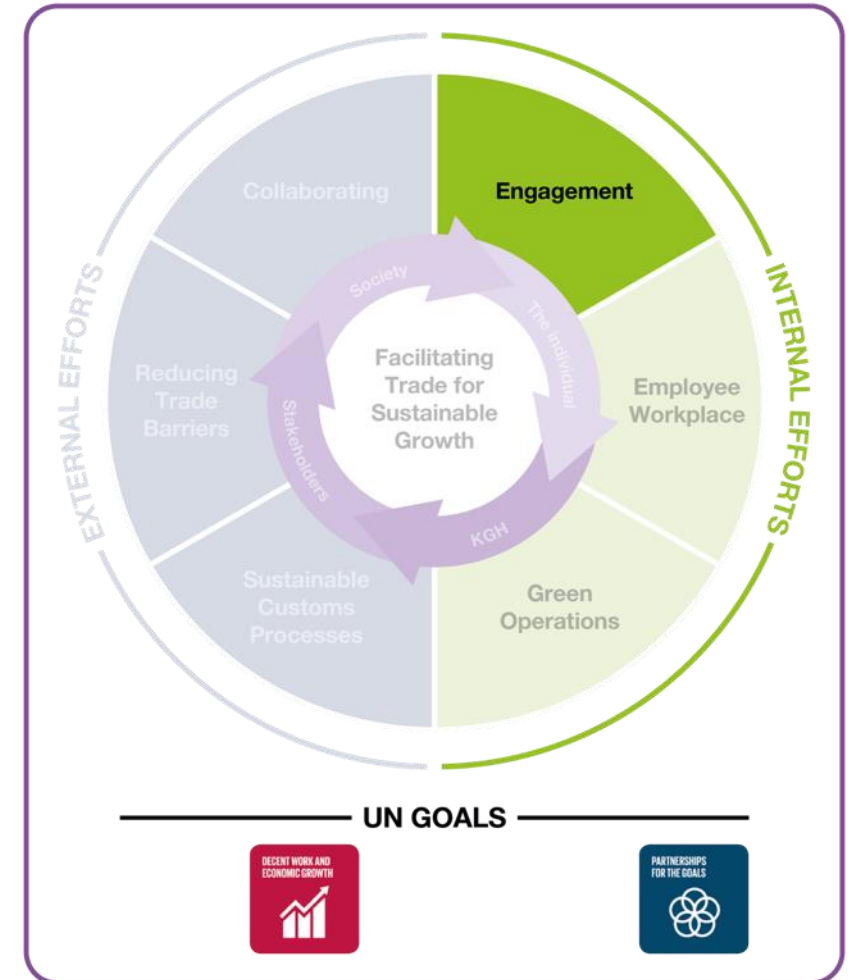 Collaborating
Engagement
EXTERNAL EFFORTS
INTERNAL EFFORTS
Society
The individual
Facilitating
Trade for
Sustainable
Growth
Reducing
Trade
Barriers
Employee
Workplace
Stakeholders
KGH
Sustainable
Customs
Processes
Green
Operations
UN GOALS
DECENT WORK AND
ECONOMIC GROWTH
PARTNERSHIPS
FOR THE GOALS